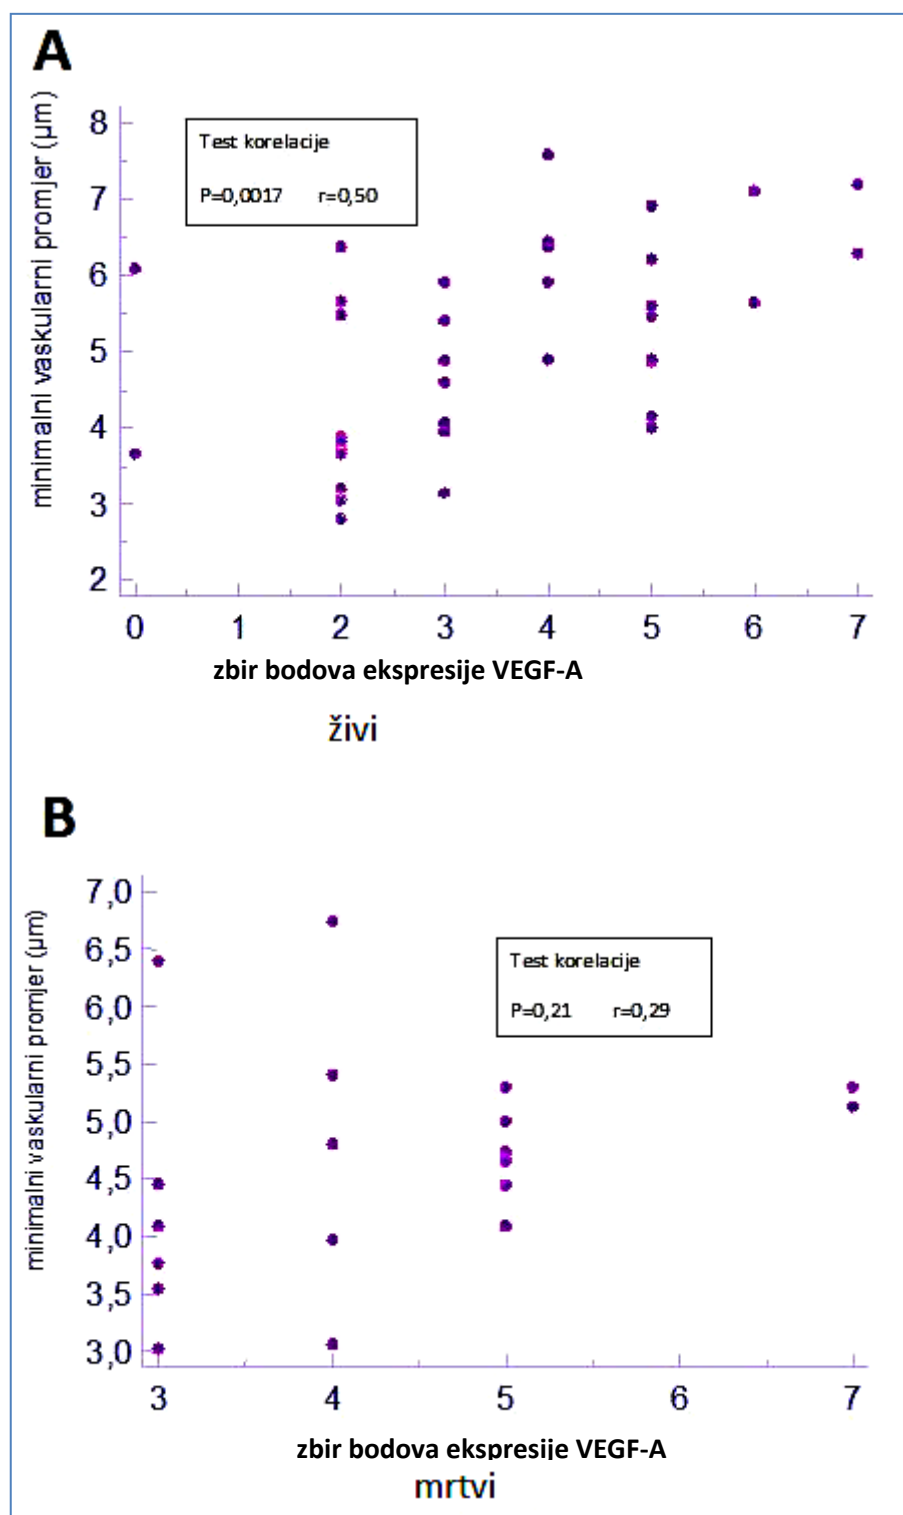 A
minimalni vaskularni promjer (µm)
8
7
6
5
4
3
2
Test korelacije
P=0,0017 r=0,50
0 1 2 3 4 5 6 7
zbir bodova ekspresije VEGF-A
živi
B
minimalni vaskularni promjer (µm)
7,0
6,5
6,0
5,5
5,0
4,5
4,0
3,5
3,0
Test korelacije
P=0,21 r=0,29
3 4 5 6 7
zbir bodova ekspresije VEGF-A
mrtvi